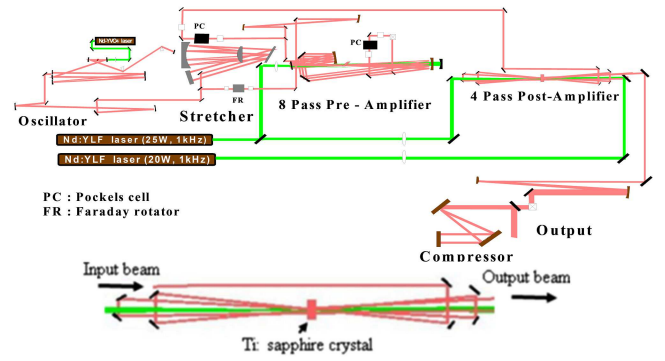 Nd:YVO4 laser
PC
PC
FR
Oscillator
Stretcher
8 Pass Pre - Amplifier
4 Pass Post-Amplifier
Nd:YLF laser (25W, 1kHz)
Nd:YLF laser (20W, 1kHz)
PC : Pockels cell
FR : Faraday rotator
Output
Compressor
Input beam
Output beam
Ti: sapphire crystal